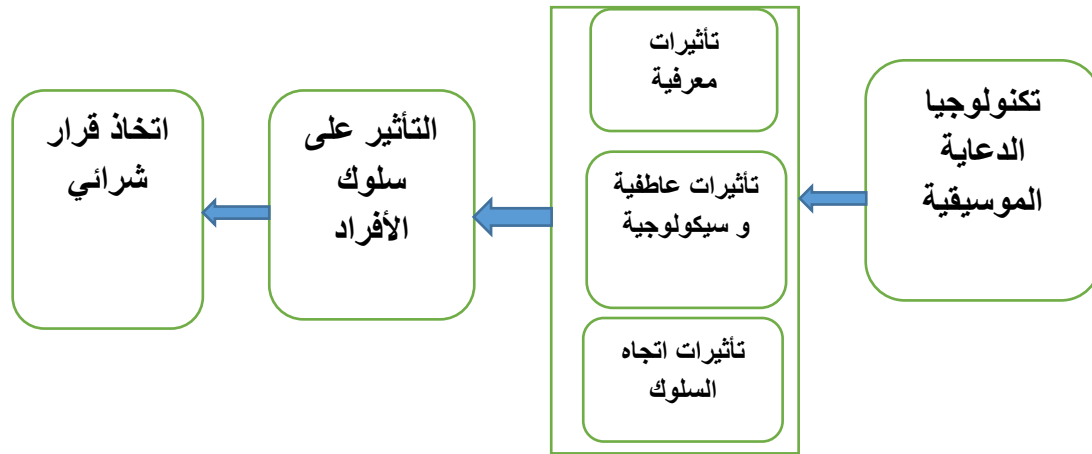 تكنولوجيا
الدعاية
الموسيقية
تأثيرات
معرفية
تأثيرات عاطفية
و سيكولوجية
تأثيرات اتجاه
السلوك
التأثير على
سلوك
الأفراد
اتخاذ قرار
شرائي